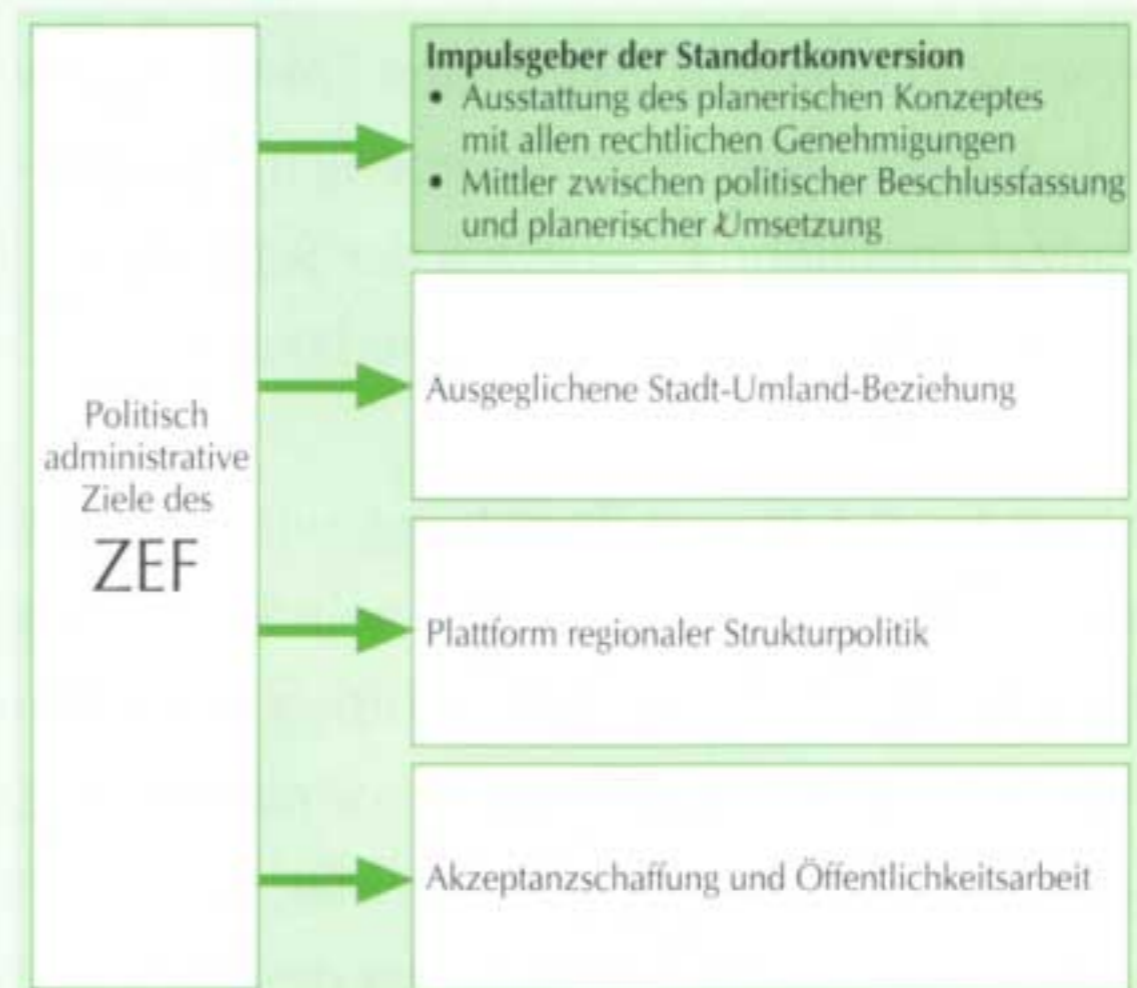 Impulsgeber der Standortkonversion
• Ausstattung des planerischen Konzeptes
mit allen rechtlichen Genehmigungen
• Mittler zwischen politischer Beschlussfassung
und planerischer Umsetzung
Politisch
administrative
Ziele des
ZEF
Ausgeglichene Stadt-Umland-Beziehung
Plattform regionaler Strukturpolitik
Akzeptanzschaffung und Öffentlichkeitsarbeit